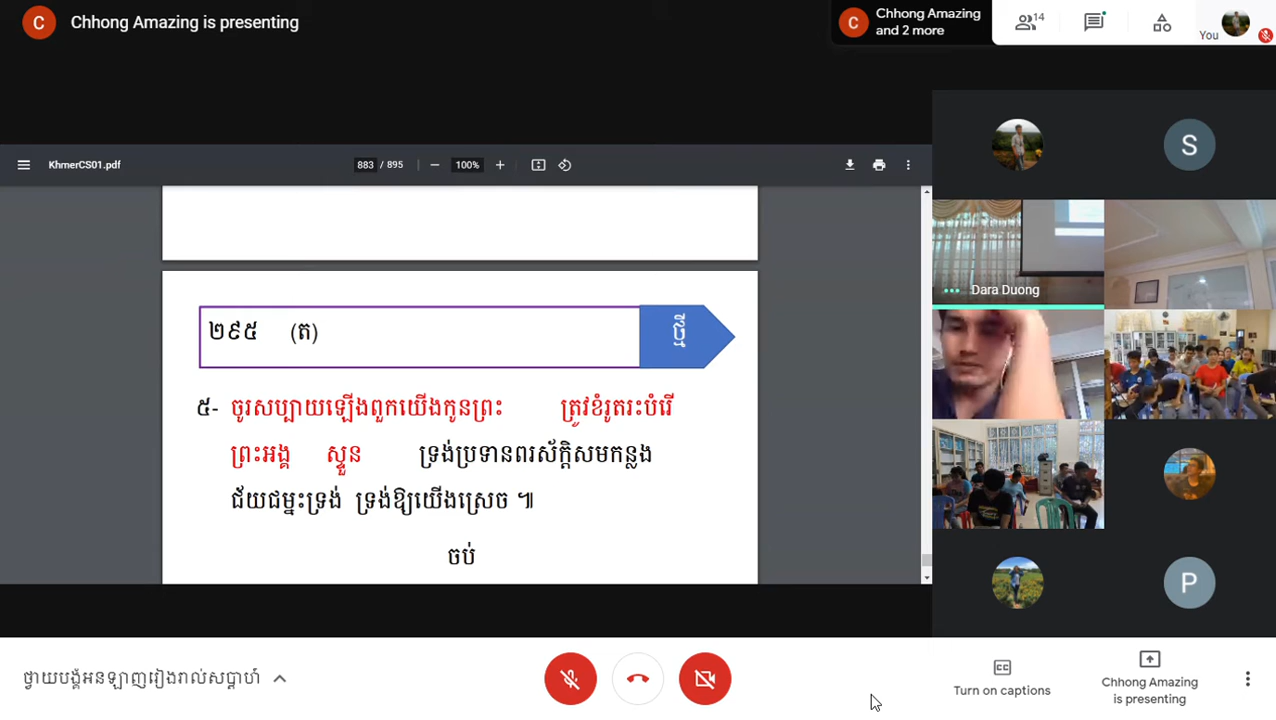 C Chhong Amazing is presenting
C Chhong Amazing
and 2 more
14
You
KhmerCS01.pdf 883 / 895 100%
S
Dara Duong
២៩៥ (ត) ថ្មី
៥- ចូរសប្បាយឡើងពួកយើងកូនព្រះ ត្រូវខំរូតរះបំរើ
ព្រះអង្គ ស្ទួន ទ្រង់ប្រទានពរស័ក្តិសមកន្លង
ជ័យជម្នះទ្រង់ ទ្រង់ឱ្យយើងស្រេច ៕
ចប់
P
ថ្វាយបង្គំអនឡាញរៀងរាល់សប្ដាហ៍
CC
Turn on captions
Chhong Amazing
is presenting